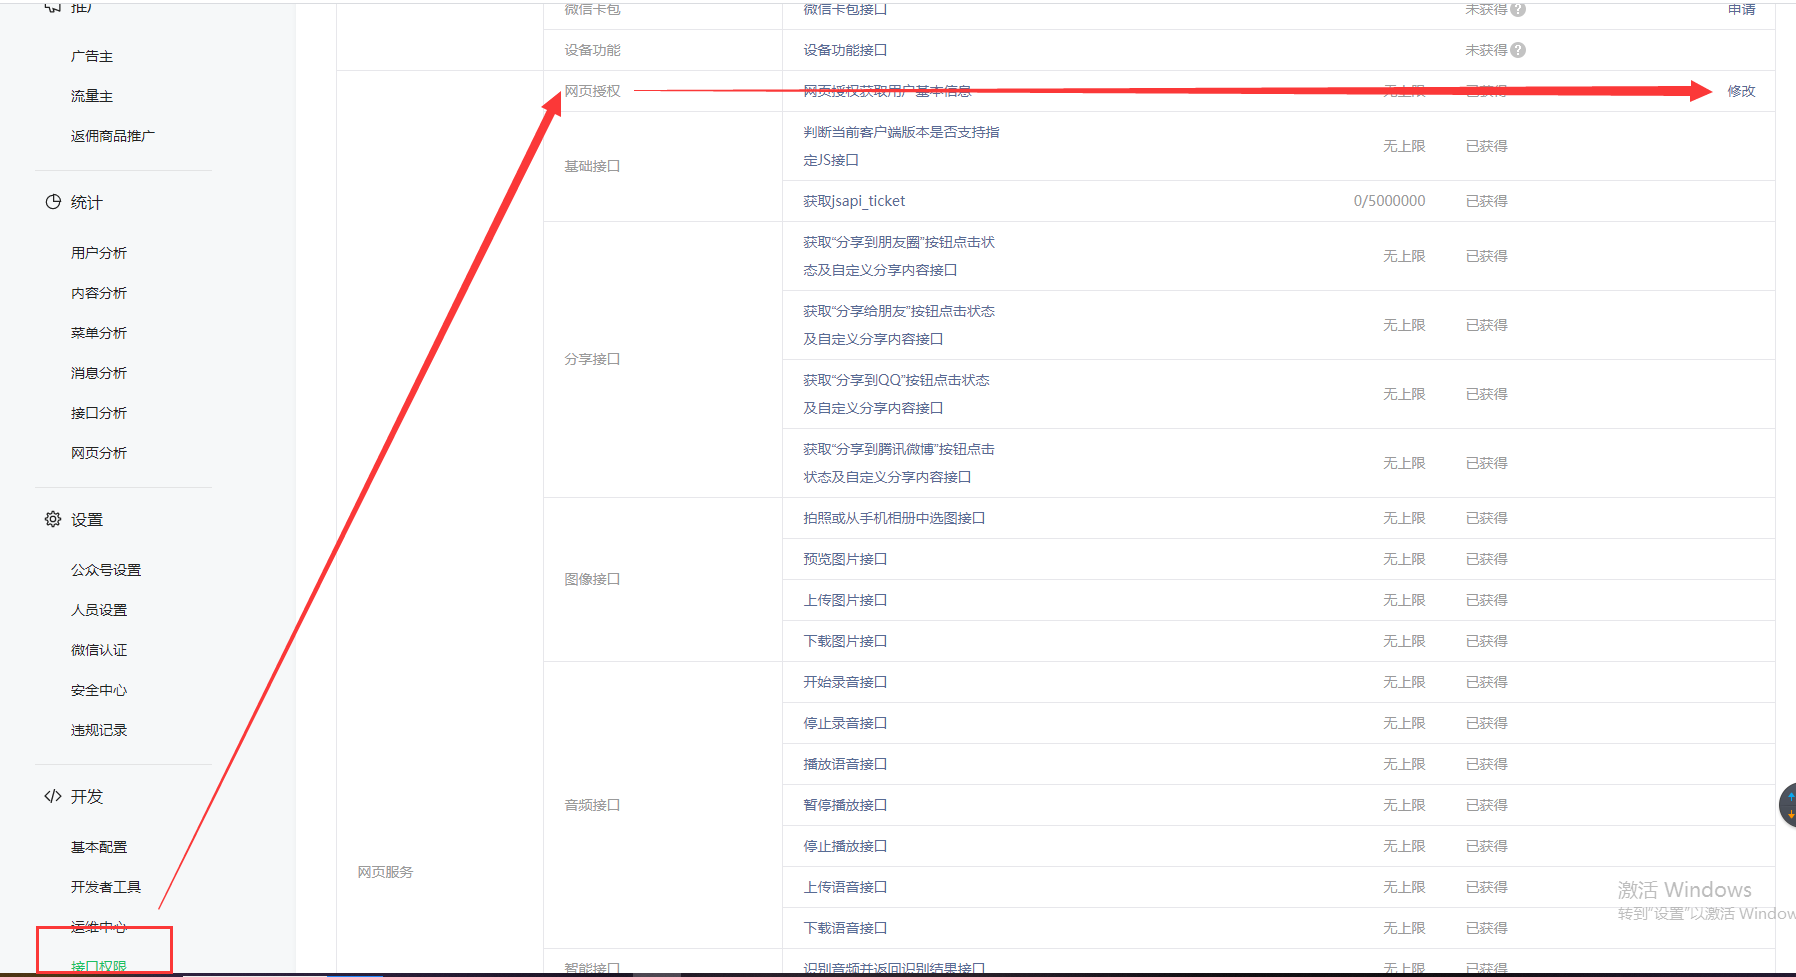 推广
广告主
流量主
返佣商品推广
统计
用户分析
内容分析
菜单分析
消息分析
接口分析
网页分析
设置
公众号设置
人员设置
微信认证
安全中心
违规记录
开发
基本配置
开发者工具
运维中心
接口权限
微信卡包 微信卡包接口 未获得 ? 申请
设备功能 设备功能接口 未获得 ?
网页服务
网页授权 网页授权获取用户基本信息 无上限 已获得 修改
基础接口
判断当前客户端版本是否支持指
定JS接口
无上限 已获得
获取jsapi_ticket 0/5000000 已获得
分享接口
获取“分享到朋友圈”按钮点击状
态及自定义分享内容接口
无上限 已获得
获取“分享给朋友”按钮点击状态
及自定义分享内容接口
无上限 已获得
获取“分享到QQ”按钮点击状态
及自定义分享内容接口
无上限 已获得
获取“分享到腾讯微博”按钮点击
状态及自定义分享内容接口
无上限 已获得
图像接口
拍照或从手机相册中选图接口 无上限 已获得
预览图片接口 无上限 已获得
上传图片接口 无上限 已获得
下载图片接口 无上限 已获得
音频接口
开始录音接口 无上限 已获得
停止录音接口 无上限 已获得
播放语音接口 无上限 已获得
暂停播放接口 无上限 已获得
停止播放接口 无上限 已获得
上传语音接口 无上限 已获得
下载语音接口 无上限 已获得
智能接口 识别音频并返回识别结果接口 无上限 已获得
激活 Windows
转到“设置”以激活 Window